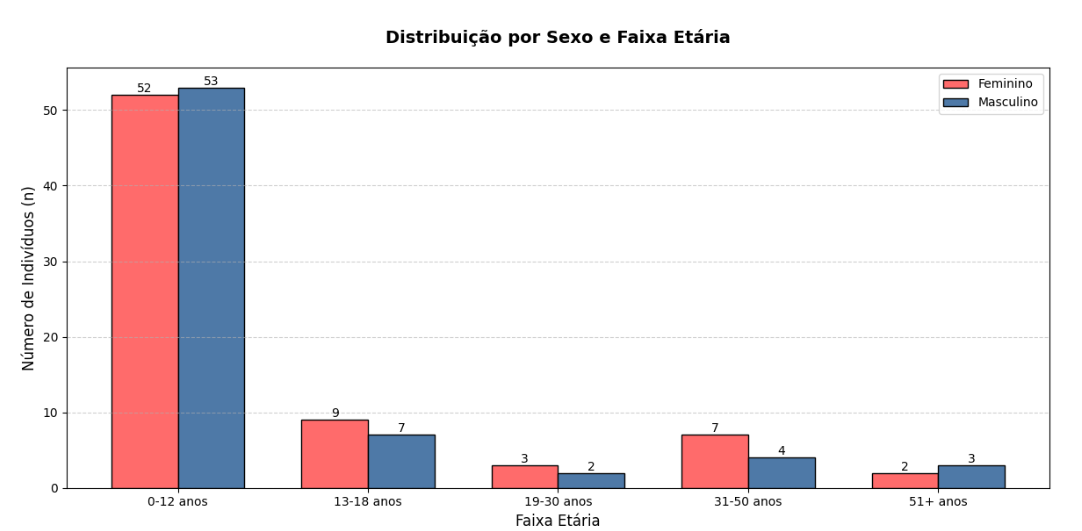 Distribuição por Sexo e Faixa Etária
Feminino
Masculino
Número de Indivíduos (n)
50
40
30
20
10
0
52
53
9
7
3
2
7
4
2
3
0-12 anos
13-18 anos
19-30 anos
31-50 anos
51+ anos
Faixa Etária